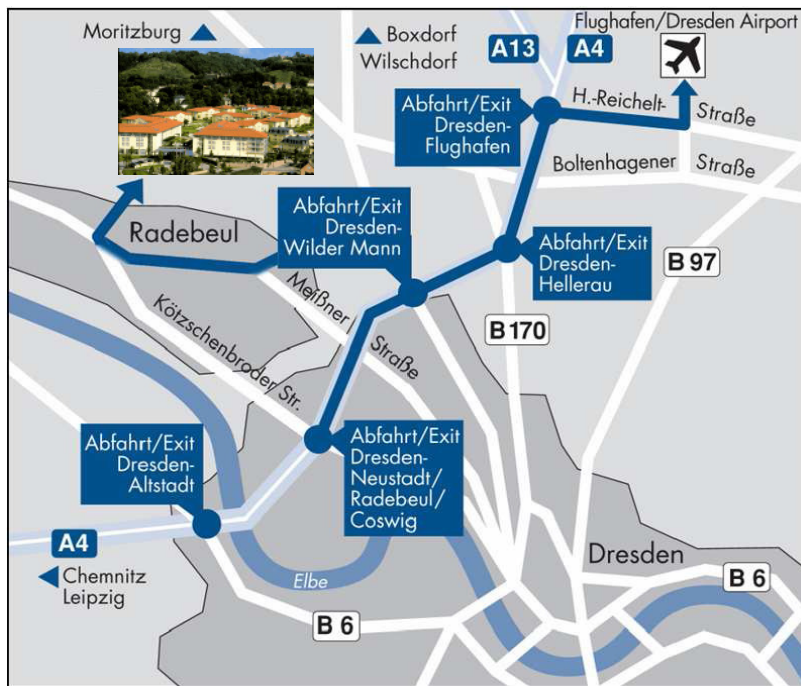 Flughafen/Dresden Airport
Moritzburg
Boxdorf
Wilschdorf
A13
A4
Abfahrt/Exit
Dresden-
Flughafen
H.-Reichelt-
Straße
Boltenhagener
Straße
Radebeul
Abfahrt/Exit
Dresden-
Wilder Mann
Abfahrt/Exit
Dresden-
Hellerau
B 97
Meißner
Straße
B 170
Kötzschenbroder Str.
Abfahrt/Exit
Dresden-
Altstadt
Abfahrt/Exit
Dresden-
Neustadt/
Radebeul/
Coswig
A4
Chemnitz
Leipzig
Elbe
Dresden
B 6
B 6